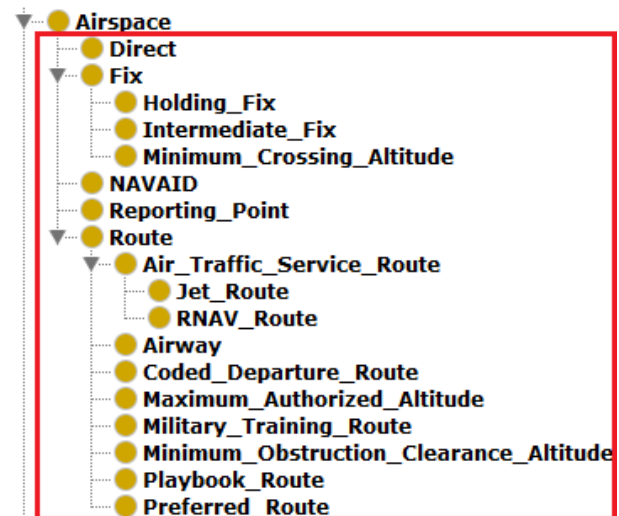 Airspace
Direct
Fix
Holding_Fix
Intermediate_Fix
Minimum_Crossing_Altitude
NAVAID
Reporting_Point
Route
Air_Traffic_Service_Route
Jet_Route
RNAV_Route
Airway
Coded_Departure_Route
Maximum_Authorized_Altitude
Military_Training_Route
Minimum_Obstruction_Clearance_Altitude
Playbook_Route
Preferred_Route